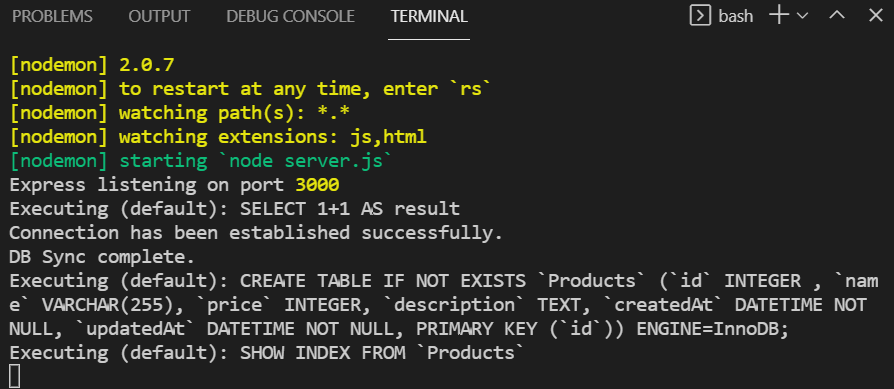 PROBLEMS OUTPUT DEBUG CONSOLE TERMINAL bash
[nodemon] 2.0.7
[nodemon] to restart at any time, enter `rs`
[nodemon] watching path(s): *.*
[nodemon] watching extensions: js,html
[nodemon] starting `node server.js`
Express listening on port 3000
Executing (default): SELECT 1+1 AS result
Connection has been established successfully.
DB Sync complete.
Executing (default): CREATE TABLE IF NOT EXISTS `Products` (`id` INTEGER , `nam
e` VARCHAR(255), `price` INTEGER, `description` TEXT, `createdAt` DATETIME NOT
NULL, `updatedAt` DATETIME NOT NULL, PRIMARY KEY (`id`)) ENGINE=InnoDB;
Executing (default): SHOW INDEX FROM `Products`